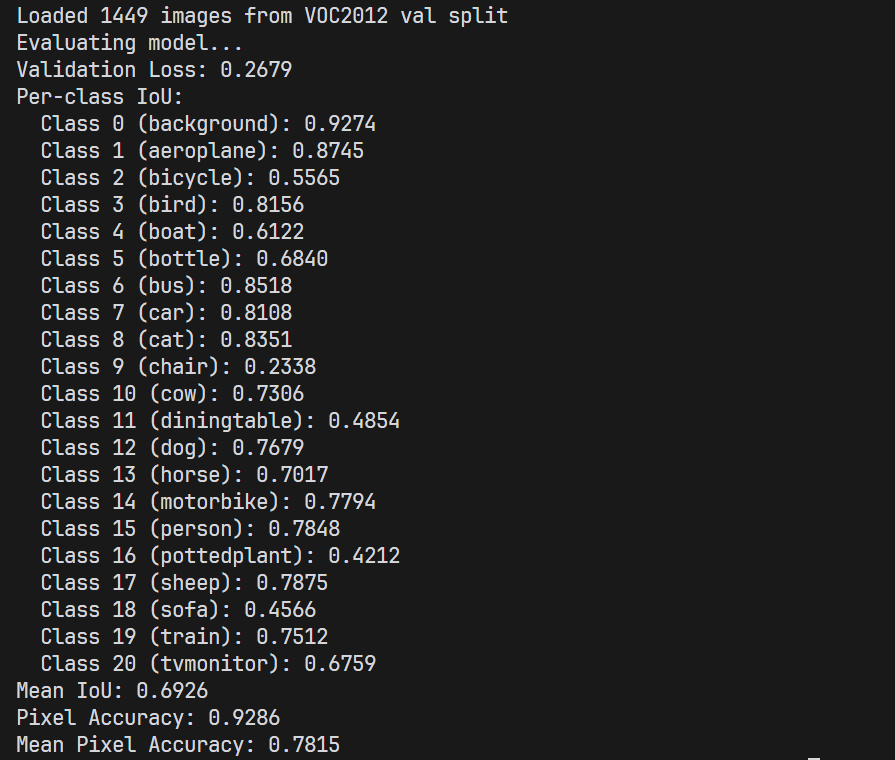 Loaded 1449 images from VOC2012 val split
Evaluating model...
Validation Loss: 0.2679
Per-class IoU:
  Class 0 (background): 0.9274
  Class 1 (aeroplane): 0.8745
  Class 2 (bicycle): 0.5565
  Class 3 (bird): 0.8156
  Class 4 (boat): 0.6122
  Class 5 (bottle): 0.6840
  Class 6 (bus): 0.8518
  Class 7 (car): 0.8108
  Class 8 (cat): 0.8351
  Class 9 (chair): 0.2338
  Class 10 (cow): 0.7306
  Class 11 (diningtable): 0.4854
  Class 12 (dog): 0.7679
  Class 13 (horse): 0.7017
  Class 14 (motorbike): 0.7794
  Class 15 (person): 0.7848
  Class 16 (pottedplant): 0.4212
  Class 17 (sheep): 0.7875
  Class 18 (sofa): 0.4566
  Class 19 (train): 0.7512
  Class 20 (tvmonitor): 0.6759
Mean IoU: 0.6926
Pixel Accuracy: 0.9286
Mean Pixel Accuracy: 0.7815